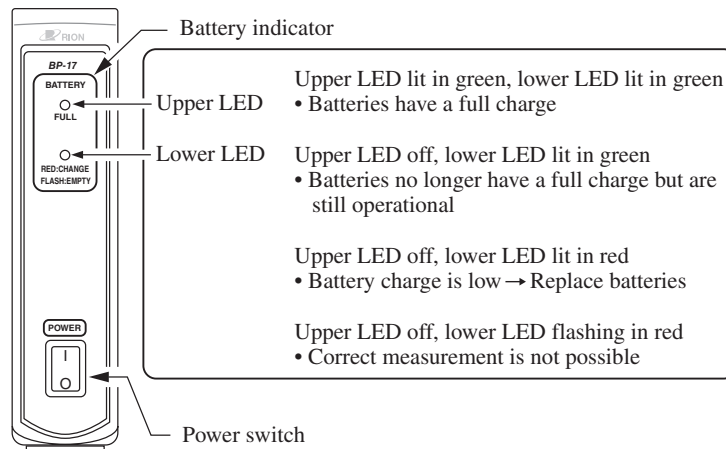 Battery indicator
RION
BP-17
BATTERY
FULL
RED:CHANGE
FLASH:EMPTY
POWER
I
O
Upper LED
Lower LED
Power switch
Upper LED lit in green, lower LED lit in green
• Batteries have a full charge
Upper LED off, lower LED lit in green
• Batteries no longer have a full charge but are
still operational
Upper LED off, lower LED lit in red
• Battery charge is low → Replace batteries
Upper LED off, lower LED flashing in red
• Correct measurement is not possible